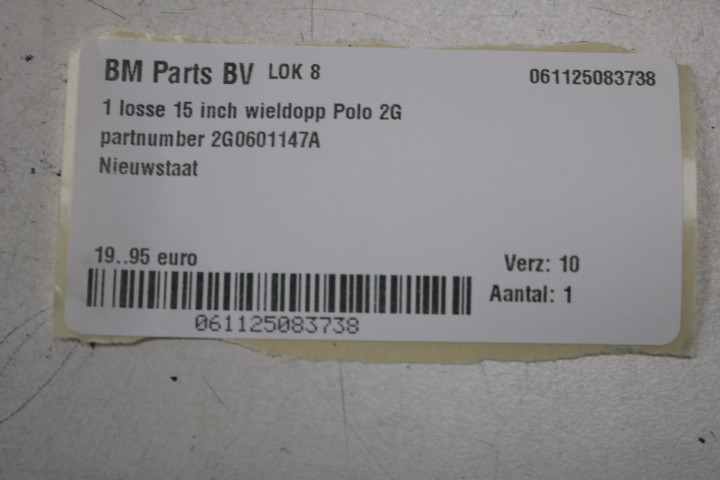 BM Parts BV LOK 8 061125083738
1 losse 15 inch wieldopp Polo 2G
partnumber 2G0601147A
Nieuwstaat
19..95 euro
Verz: 10
Aantal: 1
061125083738